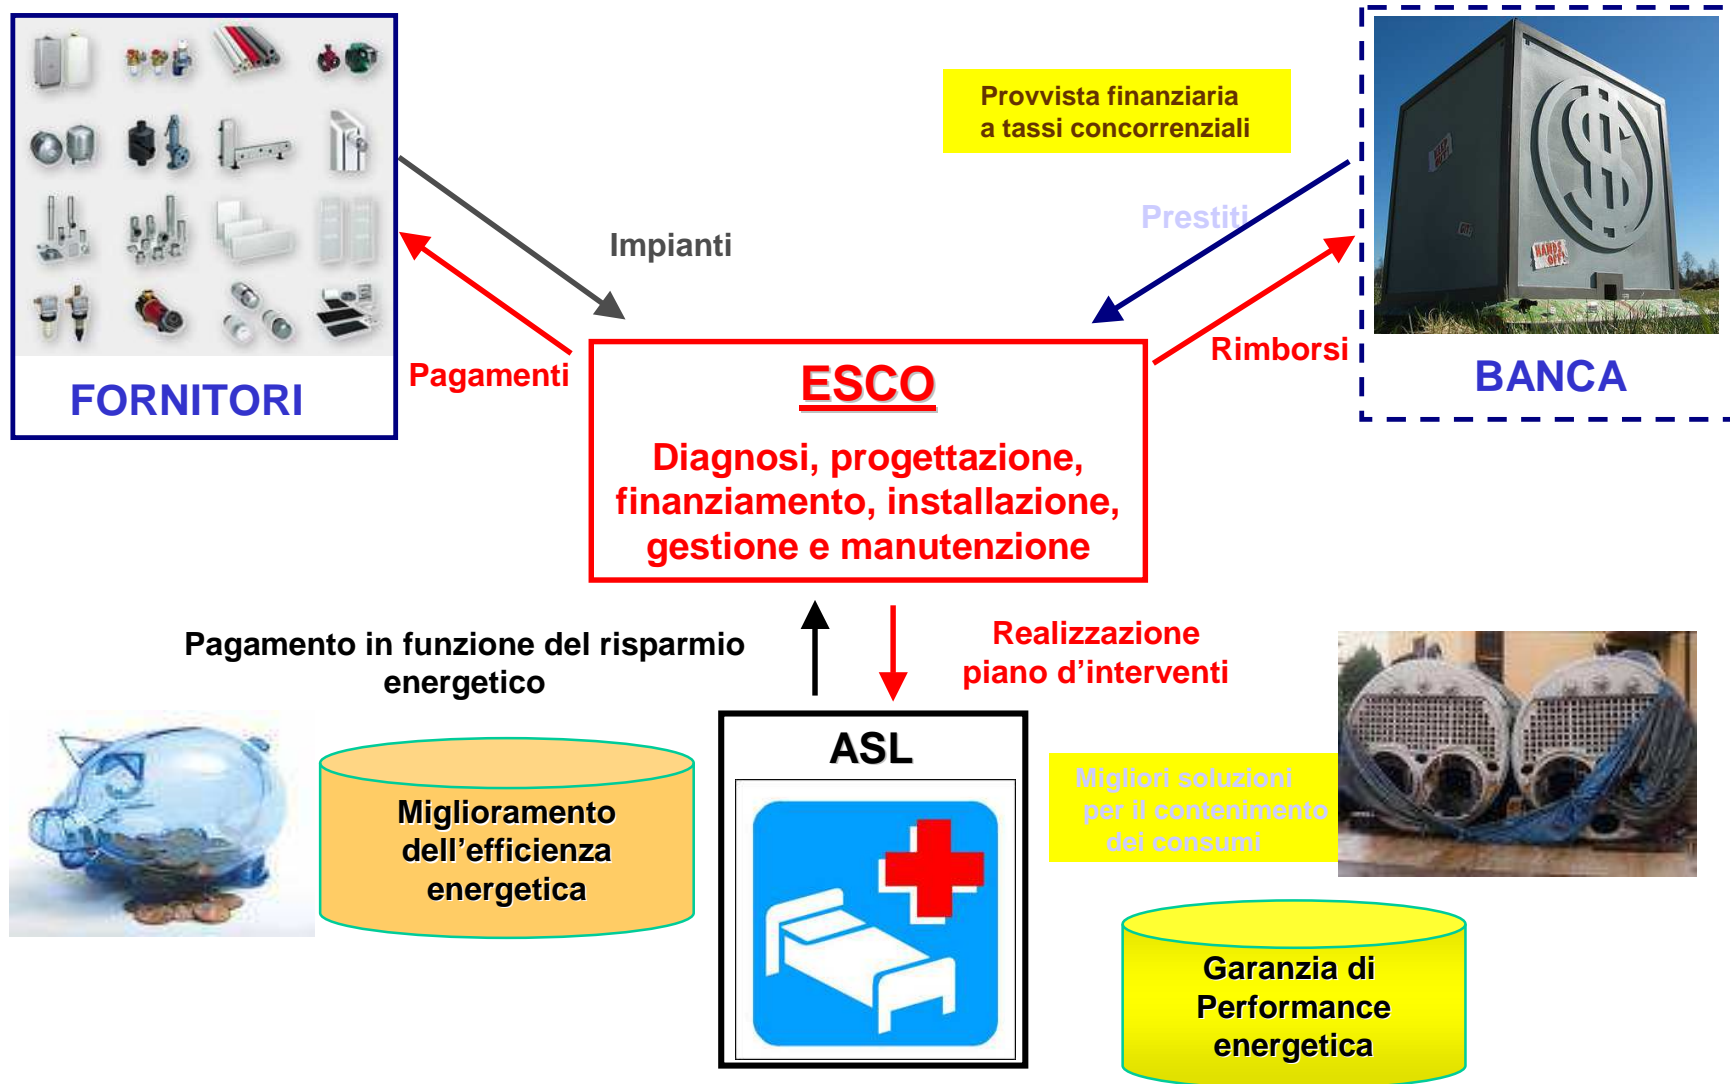 Provvista finanziaria
a tassi concorrenziali
HANDS
OFF!
Prestiti
Impianti
Rimborsi
Pagamenti
FORNITORI
BANCA
ESCO
Diagnosi, progettazione,
finanziamento, installazione,
gestione e manutenzione
Pagamento in funzione del risparmio
energetico
Realizzazione
piano d’interventi
ASL
Miglioramento
dell’efficienza
energetica
Migliori soluzioni
per il contenimento
dei consumi
Garanzia di
Performance
energetica